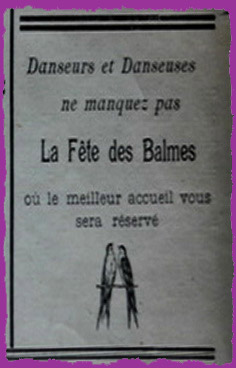 Danseurs et Danseuses
ne manquez pas
La Fête des Balmes
où le meilleur accueil vous
sera réservé